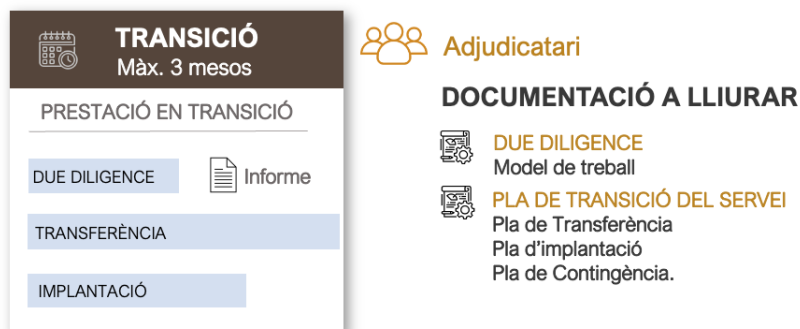 TRANSICIÓ
Màx. 3 mesos
PRESTACIÓ EN TRANSICIÓ
DUE DILIGENCE
Informe
TRANSFERÈNCIA
IMPLANTACIÓ
Adjudicatari
DOCUMENTACIÓ A LLIURAR
DUE DILIGENCE
Model de treball
PLA DE TRANSICIÓ DEL SERVEI
Pla de Transferència
Pla d’implantació
Pla de Contingència.